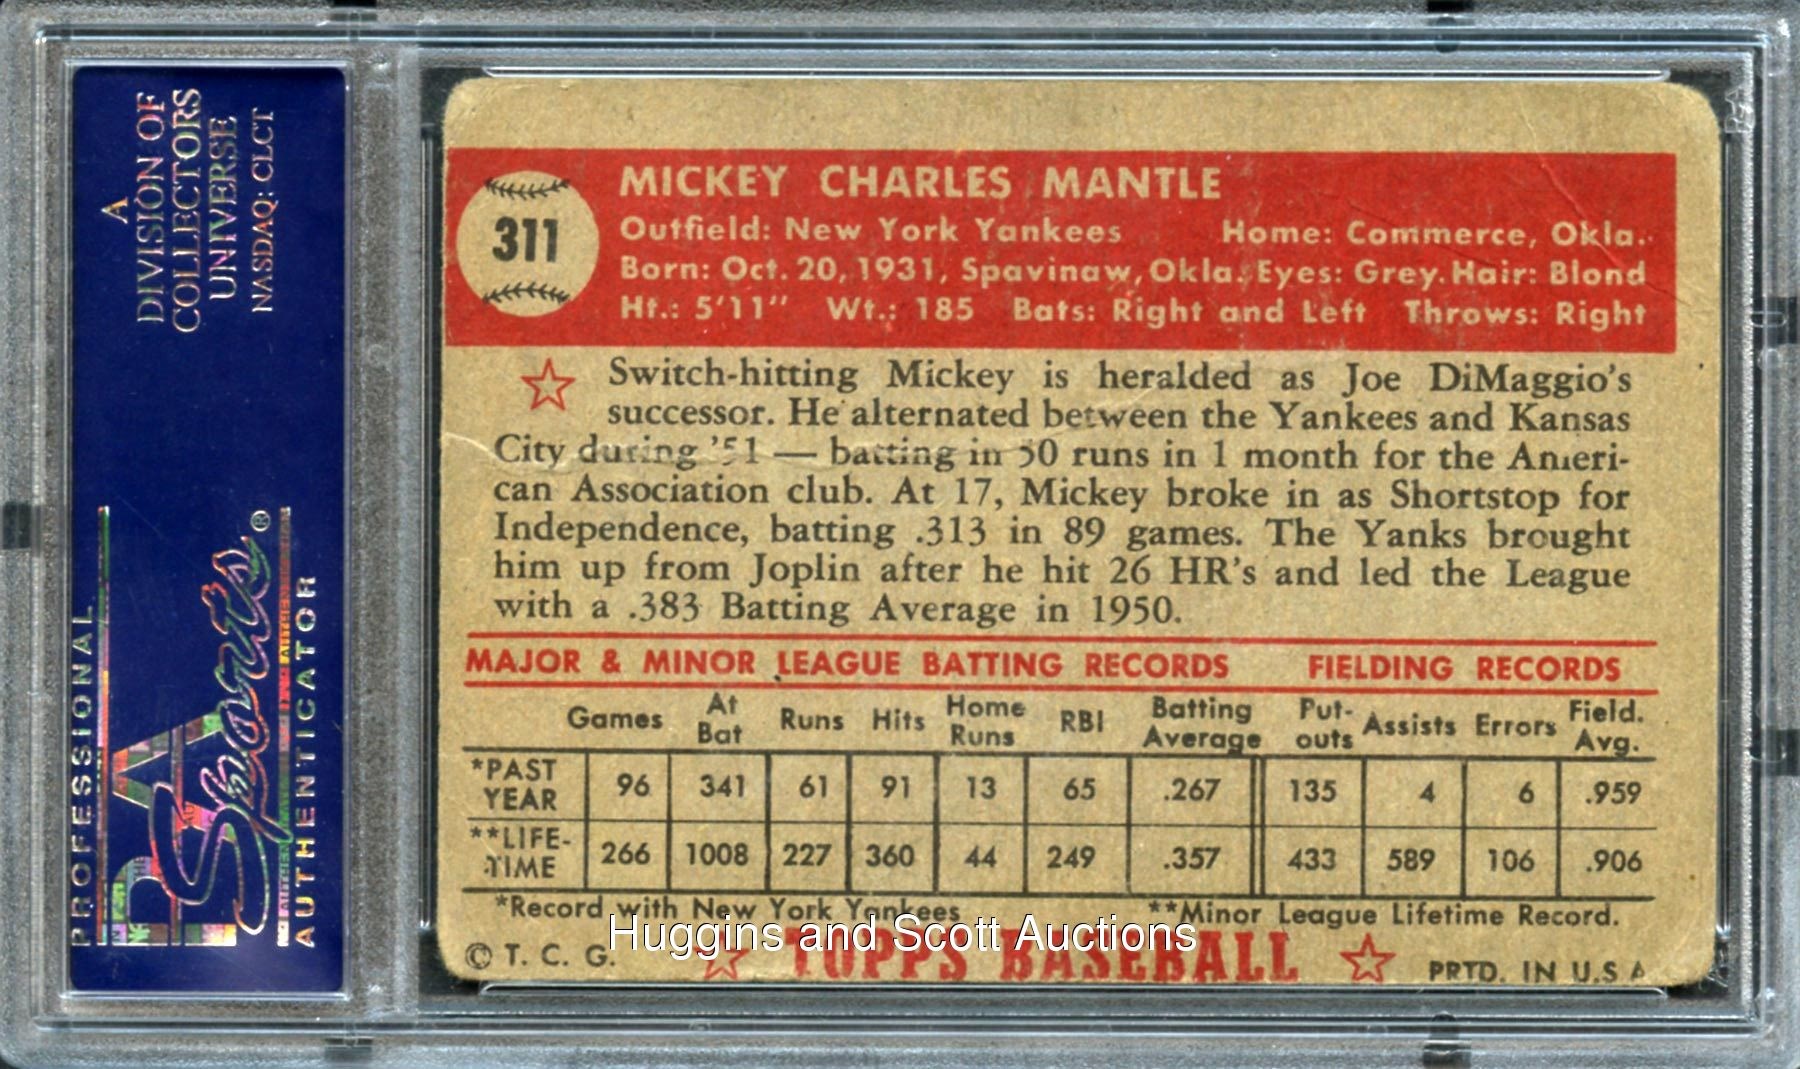 A
DIVISION OF
COLLECTORS
UNIVERSE
NASDAQ: CLCT
PROFESSIONAL
PSA
Sports®
AUTHENTICATOR
311
MICKEY CHARLES MANTLE
Outfield: New York Yankees Home: Commerce, Okla.
Born: Oct. 20, 1931, Spavinaw, Okla. Eyes: Grey. Hair: Blond
Ht.: 5'11" Wt.: 185 Bats: Right and Left Throws: Right
Switch-hitting Mickey is heralded as Joe DiMaggio's
successor. He alternated between the Yankees and Kansas
City during '51 — batting in 50 runs in 1 month for the Ameri-
can Association club. At 17, Mickey broke in as Shortstop for
Independence, batting .313 in 89 games. The Yanks brought
him up from Joplin after he hit 26 HR's and led the League
with a .383 Batting Average in 1950.
MAJOR & MINOR LEAGUE BATTING RECORDS FIELDING RECORDS
Games At Bat Runs Hits Home Runs RBI Batting Average Put-outs Assists Errors Field. Avg.
*PAST YEAR 96 341 61 91 13 65 .267 135 4 6 .959
**LIFE-TIME 266 1008 227 360 44 249 .357 433 589 106 .906
*Record with New York Yankees **Minor League Lifetime Record.
Huggins and Scott Auctions
© T. C. G. TOPPS BASEBALL PRTD. IN U.S A